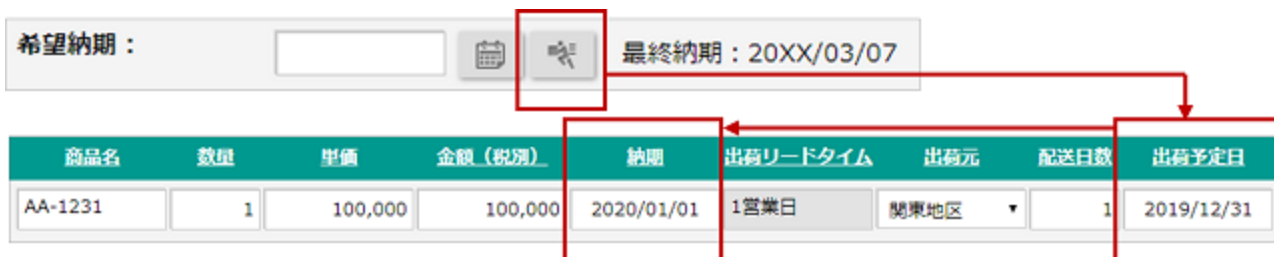 希望納期：
最終納期：20XX/03/07
商品名 数量 単価 金額（税別） 納期 出荷リードタイム 出荷元 配送日数 出荷予定日
AA-1231 1 100,000 100,000 2020/01/01 1営業日 関東地区 1 2019/12/31